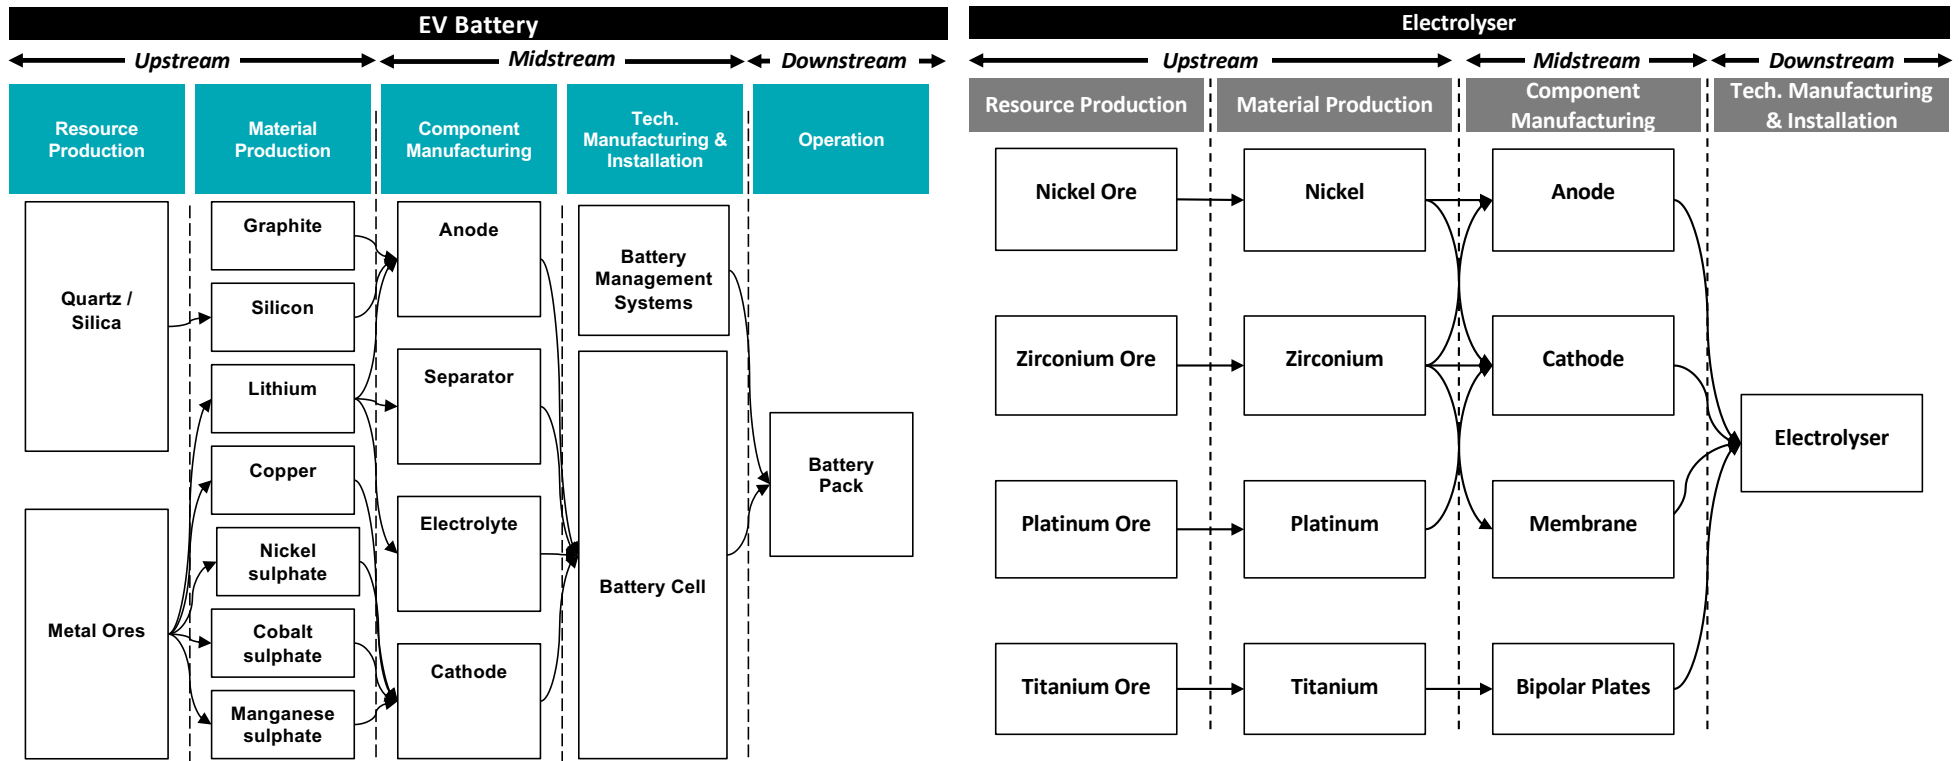 EV Battery
Upstream
Midstream
Downstream
Resource
Production
Material
Production
Component
Manufacturing
Tech.
Manufacturing &
Installation
Operation
Quartz /
Silica
Metal Ores
Graphite
Silicon
Lithium
Copper
Nickel
sulphate
Cobalt
sulphate
Manganese
sulphate
Anode
Separator
Electrolyte
Cathode
Battery
Management
Systems
Battery Cell
Battery
Pack
Electrolyser
Upstream
Midstream
Downstream
Resource Production
Material Production
Component
Manufacturing
Tech. Manufacturing
& Installation
Nickel Ore
Nickel
Anode
Zirconium Ore
Zirconium
Cathode
Electrolyser
Platinum Ore
Platinum
Membrane
Titanium Ore
Titanium
Bipolar Plates